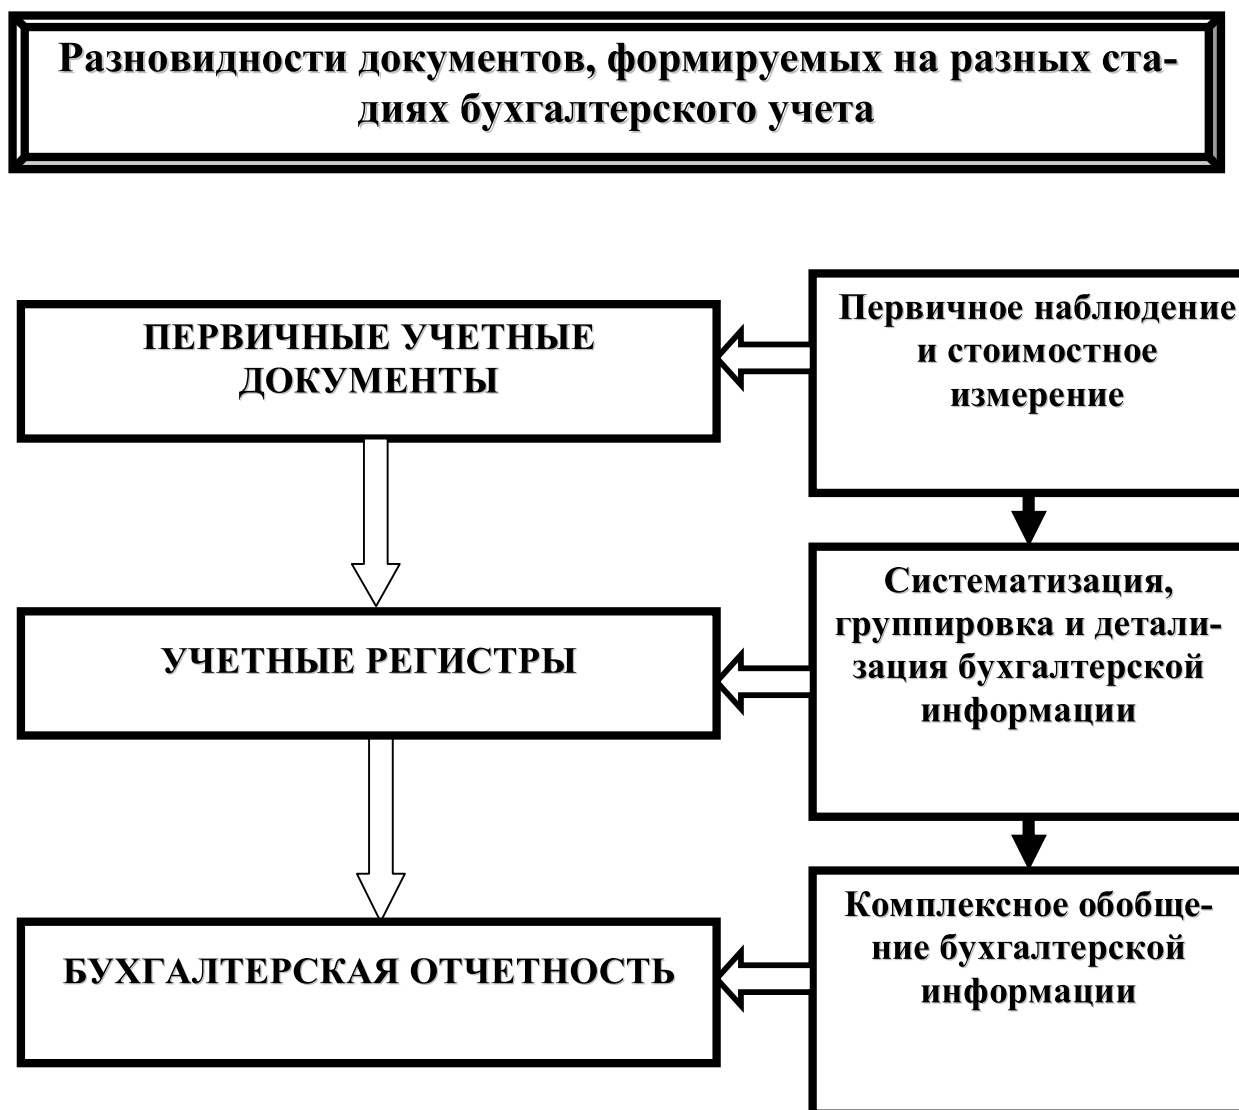 Разновидности документов, формируемых на разных ста-
диях бухгалтерского учета
ПЕРВИЧНЫЕ УЧЕТНЫЕ
ДОКУМЕНТЫ
Первичное наблюдение
и стоимостное
измерение
УЧЕТНЫЕ РЕГИСТРЫ
Систематизация,
группировка и детали-
зация бухгалтерской
информации
БУХГАЛТЕРСКАЯ ОТЧЕТНОСТЬ
Комплексное обобще-
ние бухгалтерской
информации